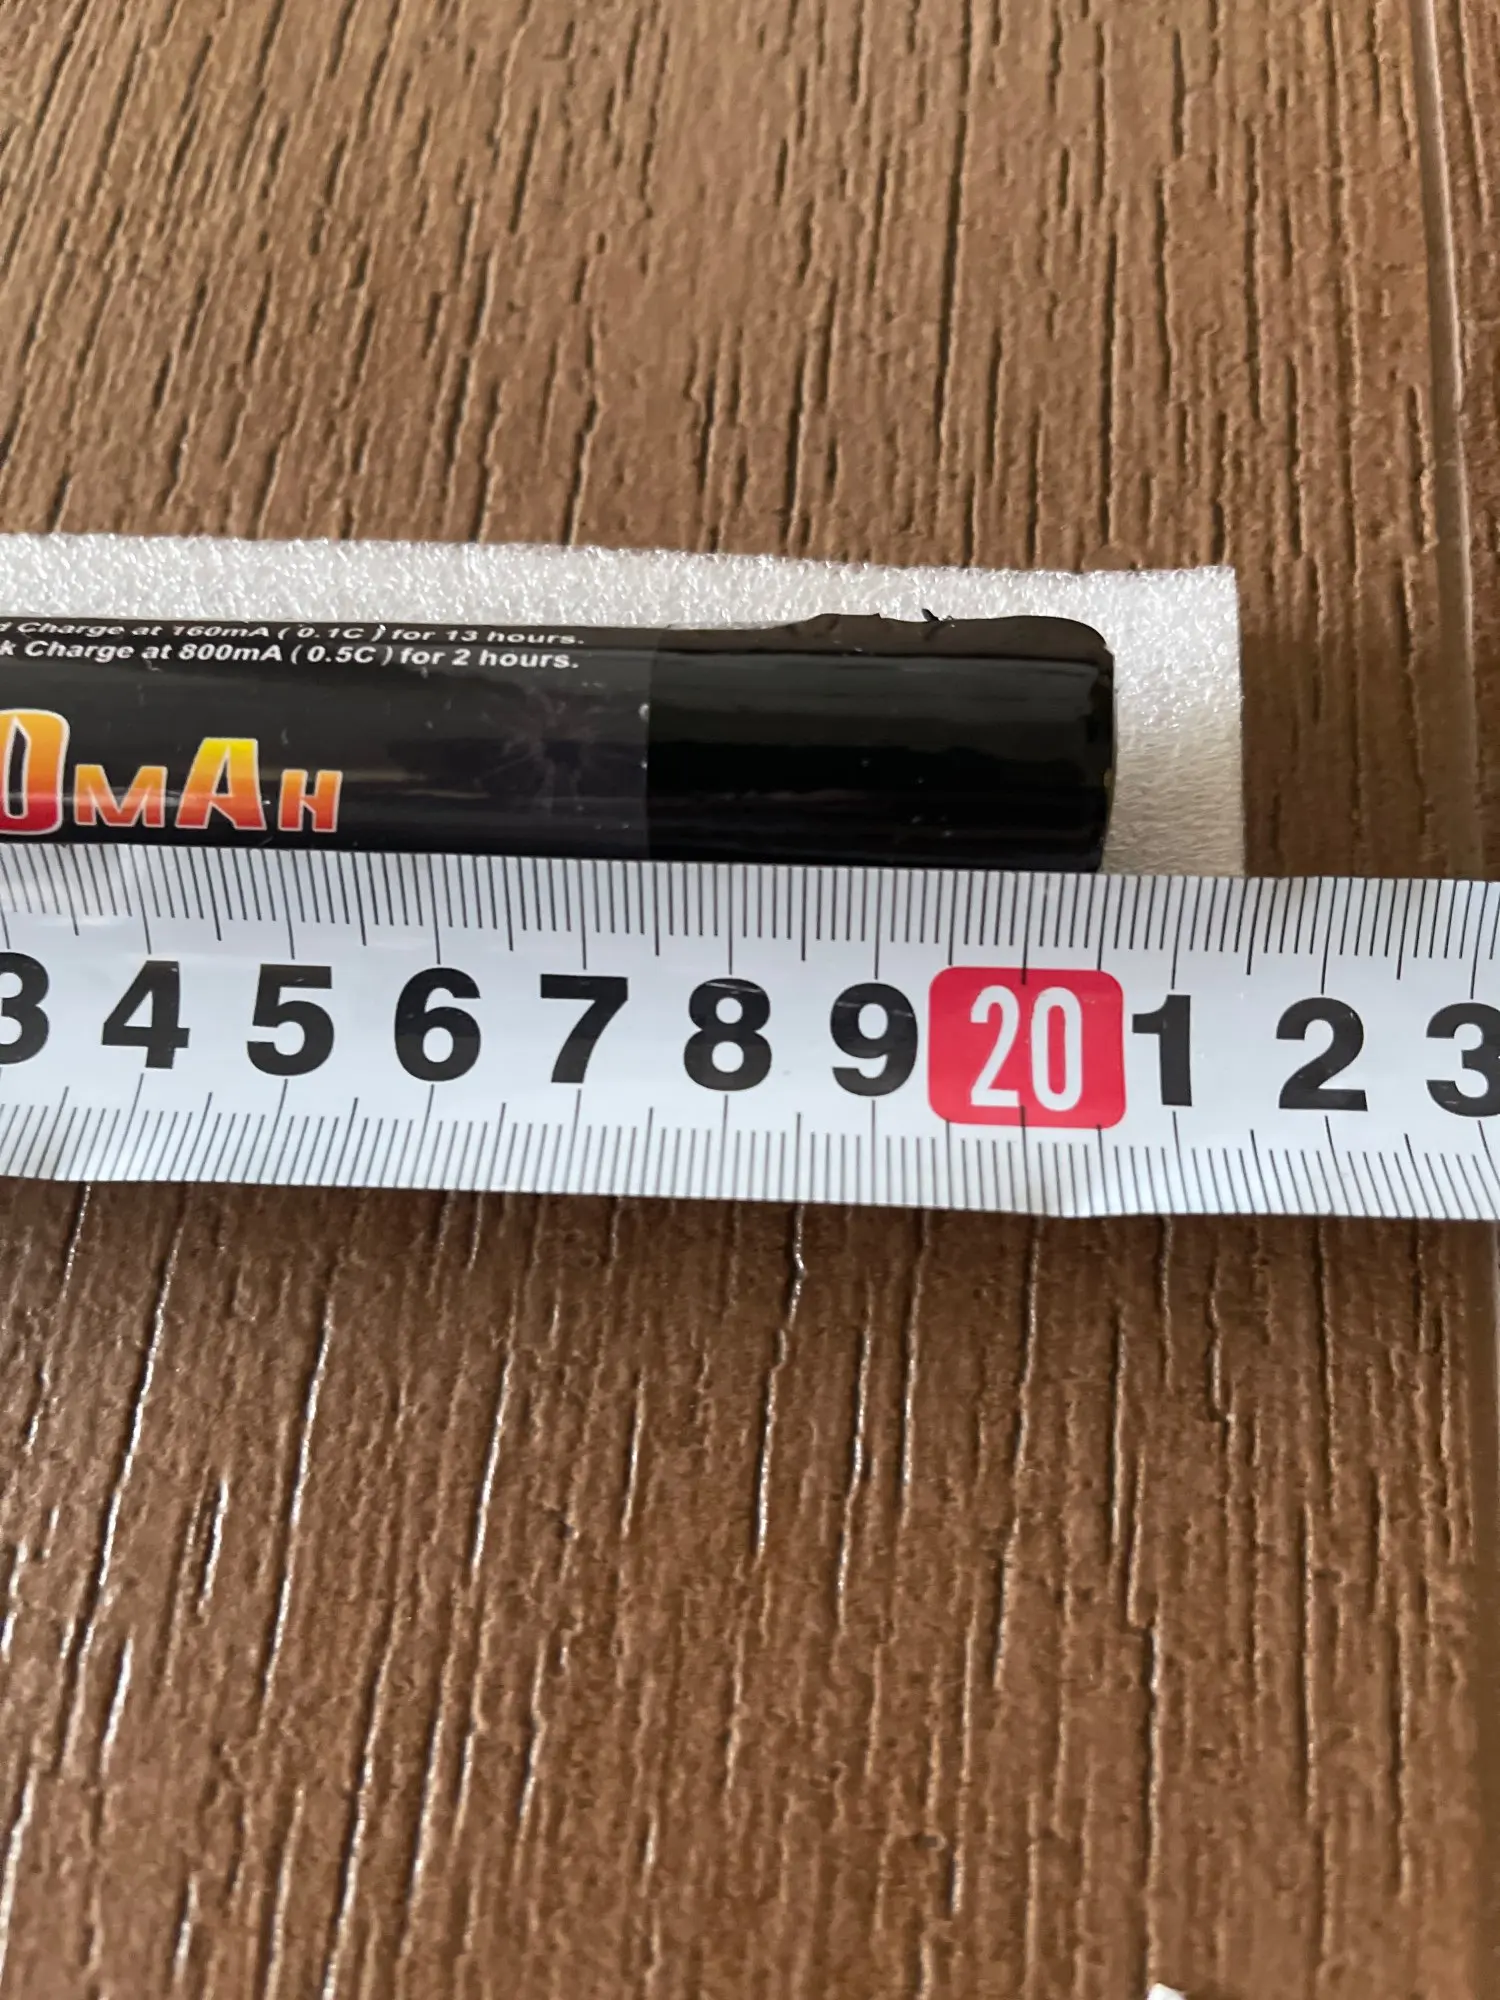 d Charge at 160mA ( 0.1C ) for 13 hours.
k Charge at 800mA ( 0.5C ) for 2 hours.
0mAh
3 4 5 6 7 8 9 20 1 2 3